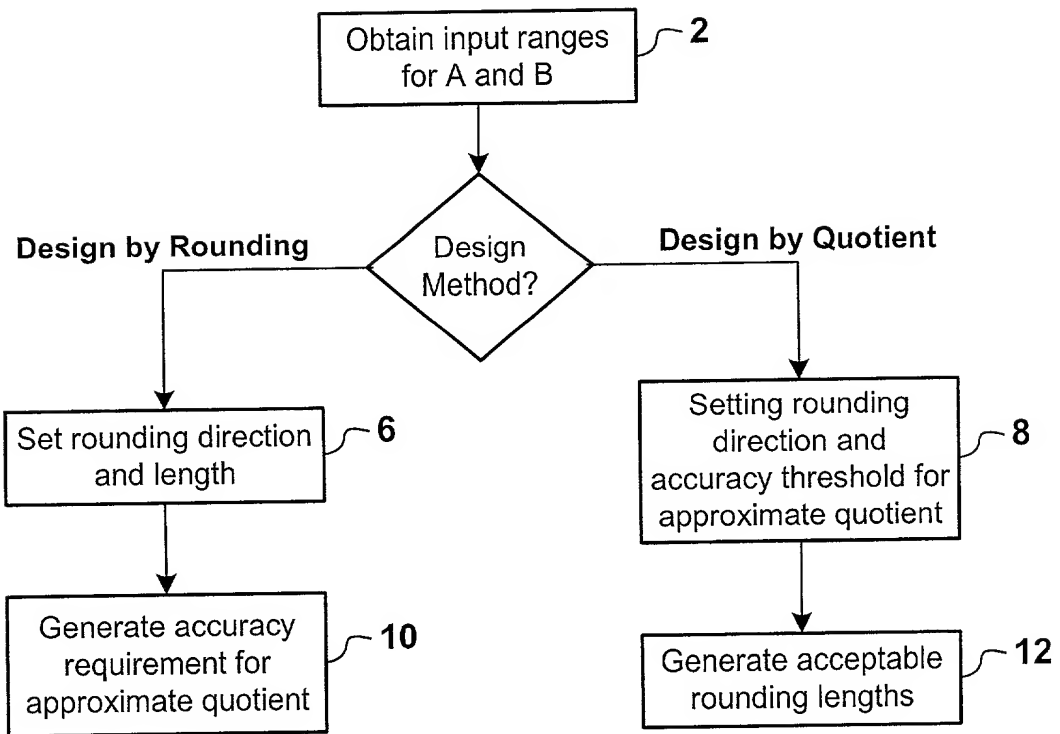 Obtain input ranges
for A and B
2
Design by Rounding
Design
Method?
Design by Quotient
Set rounding direction
and length
6
Setting rounding
direction and
accuracy threshold for
approximate quotient
8
Generate accuracy
requirement for
approximate quotient
10
Generate acceptable
rounding lengths
12